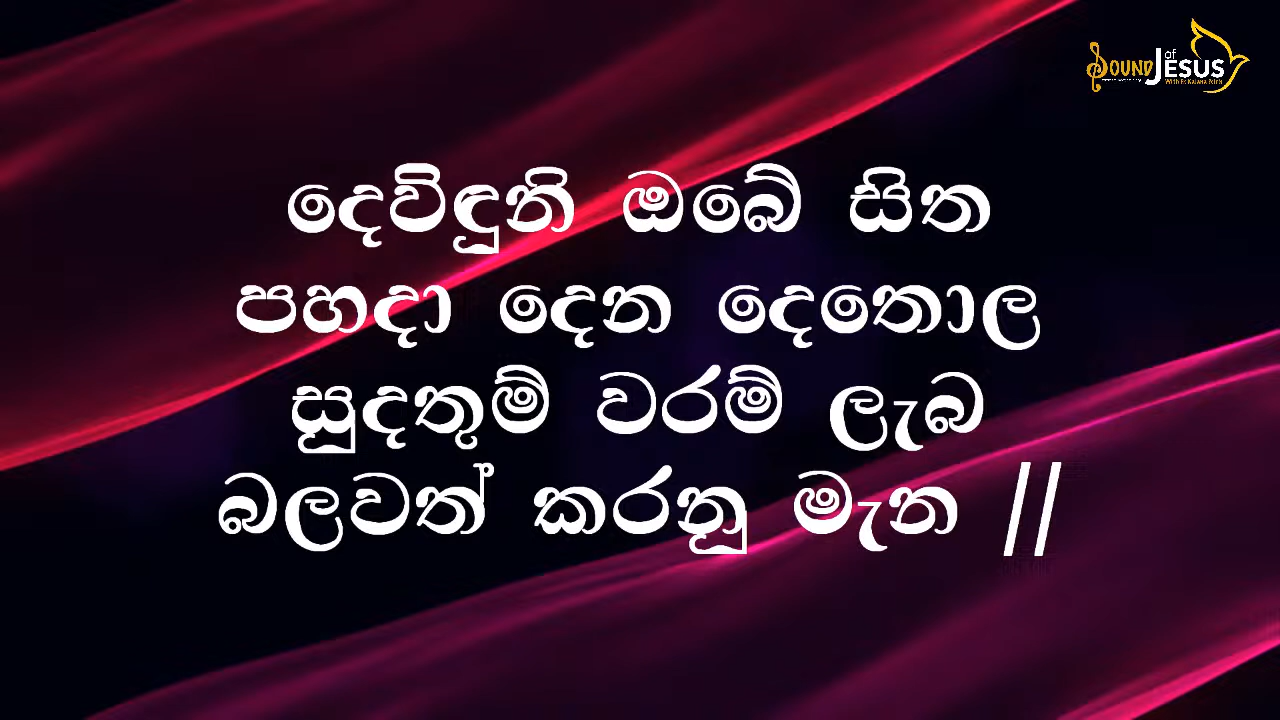 Sound of Jesus
දෙවිඳුනි ඔබේ සිත
පහදා දෙන දෙතොල
සුදතුම් වරම් ලැබ
බලවත් කරනූ මැන //